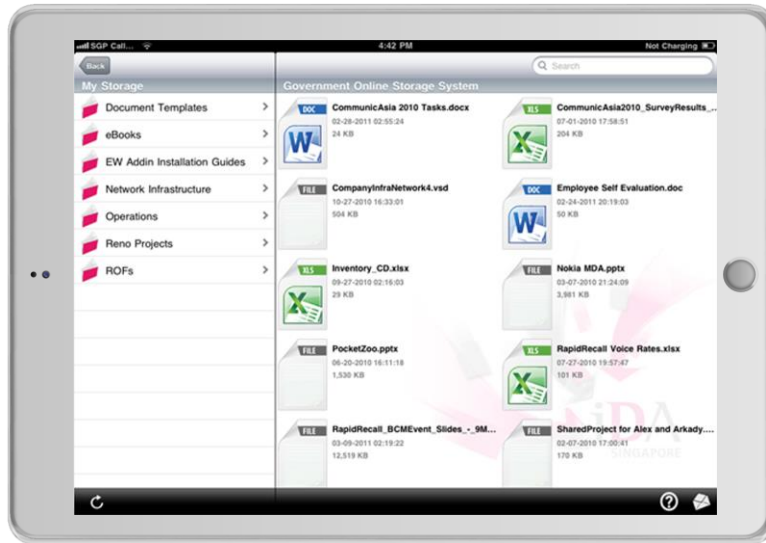 SGP Call...
4:42 PM
Not Charging
Back
Search
My Storage
Government Online Storage System
Document Templates
eBooks
EW Addin Installation Guides
Network Infrastructure
Operations
Reno Projects
ROFs
DOC
CommunicAsia 2010 Tasks.docx
02-28-2011 02:55:24
24 KB
XLS
CommunicAsia2010_SurveyResults_...
07-01-2010 17:58:51
204 KB
FILE
CompanyInfraNetwork4.vsd
10-27-2010 16:33:01
504 KB
DOC
Employee Self Evaluation.doc
02-24-2011 20:19:03
50 KB
XLS
Inventory_CD.xlsx
09-27-2010 02:16:03
29 KB
FILE
Nokia MDA.pptx
03-07-2010 21:24:09
3,981 KB
FILE
PocketZoo.pptx
06-20-2010 16:11:18
1,530 KB
XLS
RapidRecall Voice Rates.xlsx
07-27-2010 19:57:47
101 KB
FILE
RapidRecall_BCMEvent_Slides_-_9M...
03-09-2011 02:19:22
12,519 KB
FILE
SharedProject for Alex and Arkady....
02-07-2010 17:00:41
170 KB
iDA
SINGAPORE